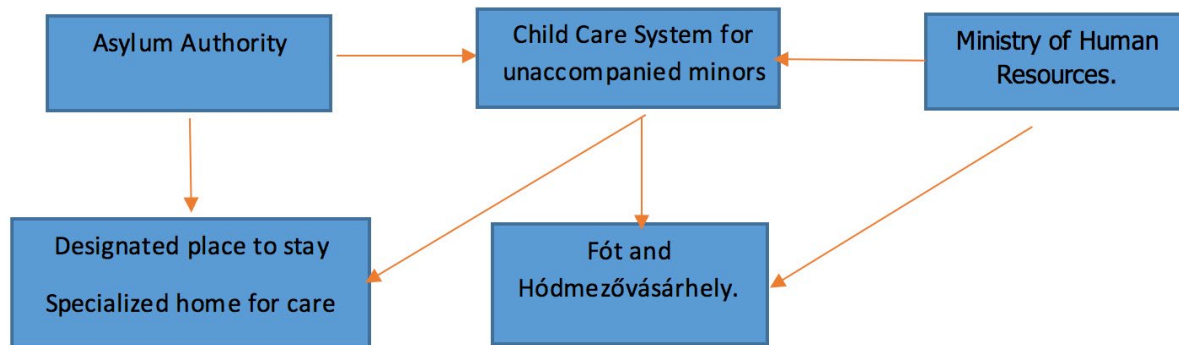 Asylum Authority
Child Care System for
unaccompanied minors
Ministry of Human
Resources.
Designated place to stay
Specialized home for care
Fót and
Hódmezővásárhely.